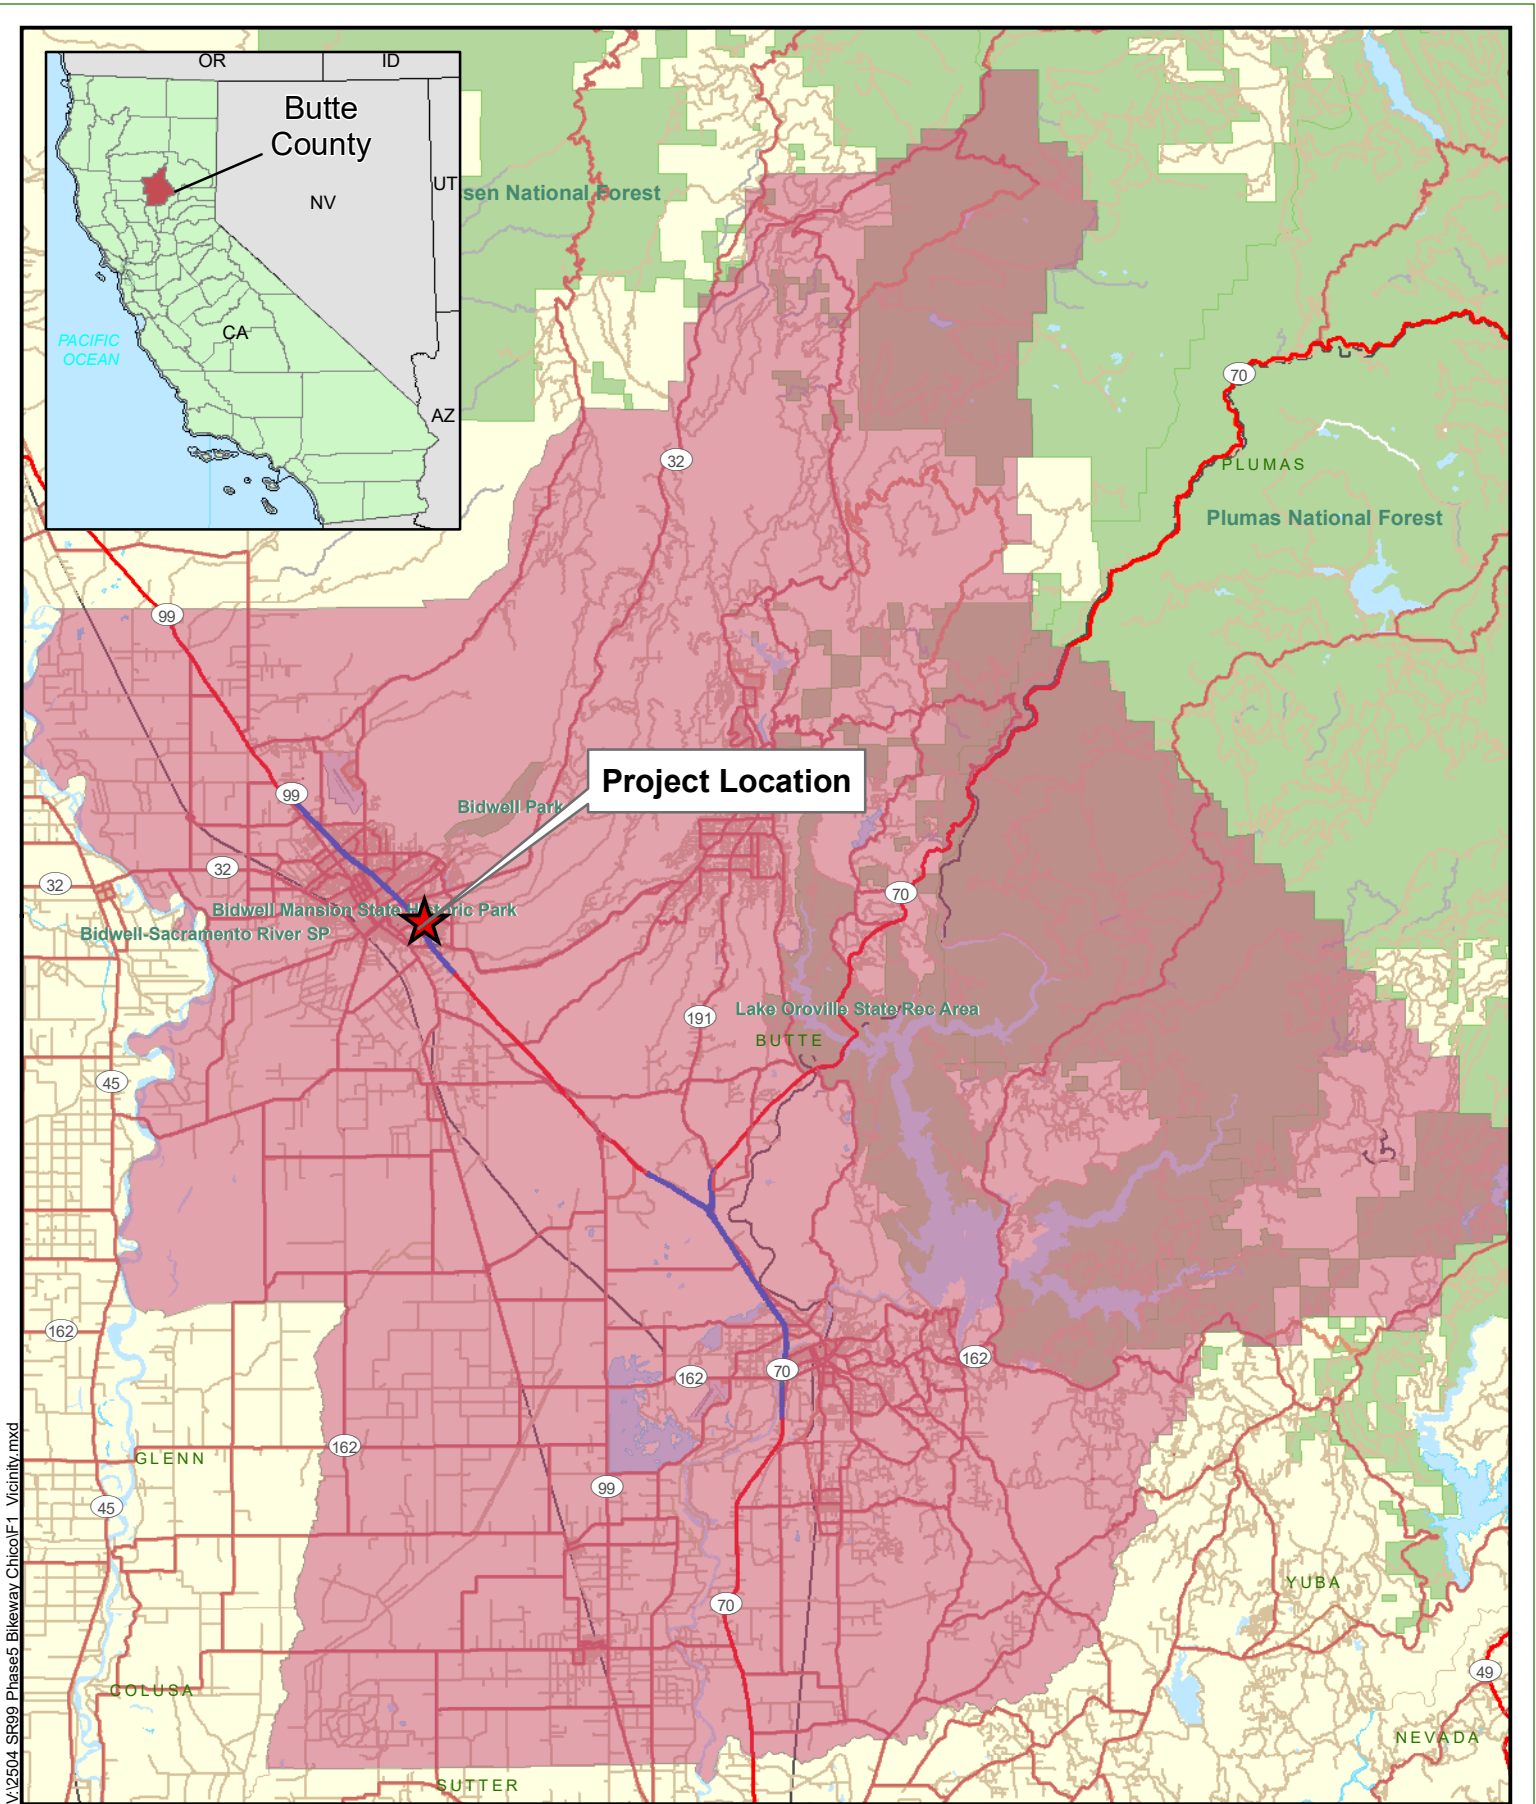 OR
ID
Butte
County
UT
NV
sen National Forest
CA
PACIFIC
OCEAN
AZ
70
32
PLUMAS
Plumas National Forest
99
Project Location
99
Bidwell Park
32
32
70
Bidwell Mansion State Historic Park
Bidwell-Sacramento River SP
191
Lake Oroville State Rec Area
BUTTE
45
162
162
162
70
162
GLENN
99
45
YUBA
70
49
COLUSA
NEVADA
SUTTER
V:\2504 SR99 Phase5 Bikeway Chico\F1 Vicinity.mxd